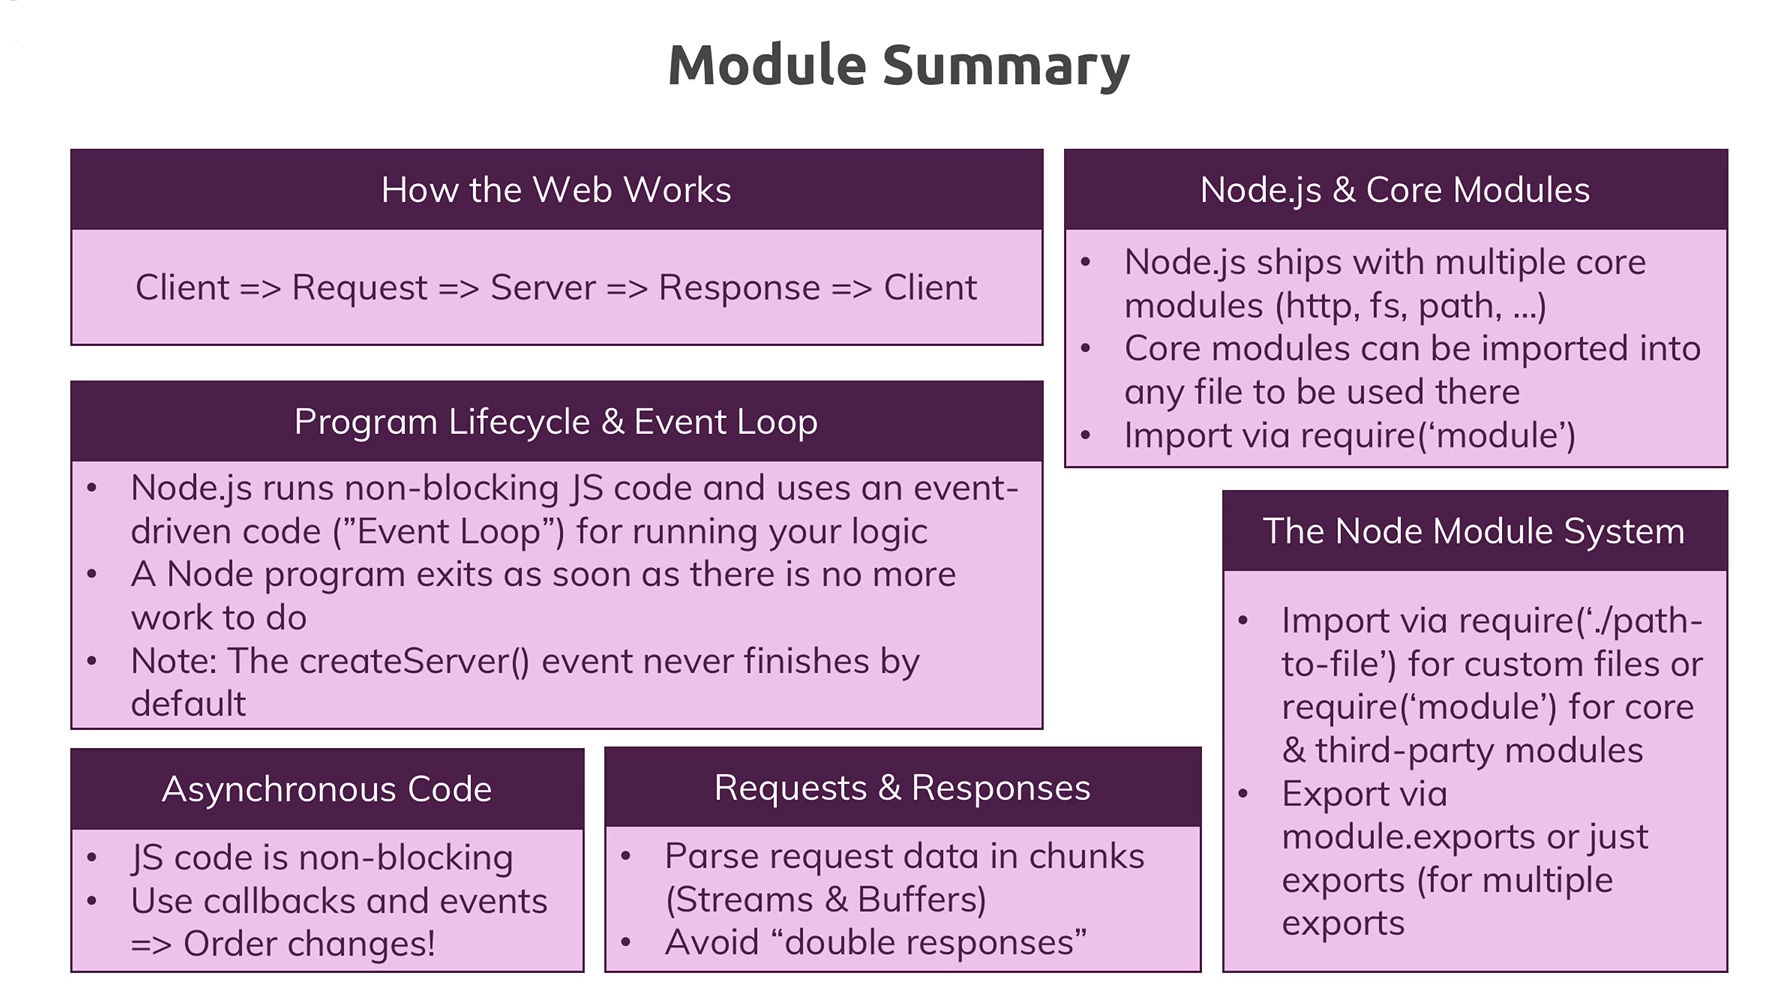 Module Summary
How the Web Works
Client => Request => Server => Response => Client
Node.js & Core Modules
• Node.js ships with multiple core
modules (http, fs, path, ...)
• Core modules can be imported into
any file to be used there
• Import via require(‘module’)
Program Lifecycle & Event Loop
• Node.js runs non-blocking JS code and uses an event-
driven code (”Event Loop”) for running your logic
• A Node program exits as soon as there is no more
work to do
• Note: The createServer() event never finishes by
default
The Node Module System
• Import via require(‘./path-
to-file’) for custom files or
require(‘module’) for core
& third-party modules
• Export via
module.exports or just
exports (for multiple
exports
Asynchronous Code
• JS code is non-blocking
• Use callbacks and events
=> Order changes!
Requests & Responses
• Parse request data in chunks
(Streams & Buffers)
• Avoid “double responses”